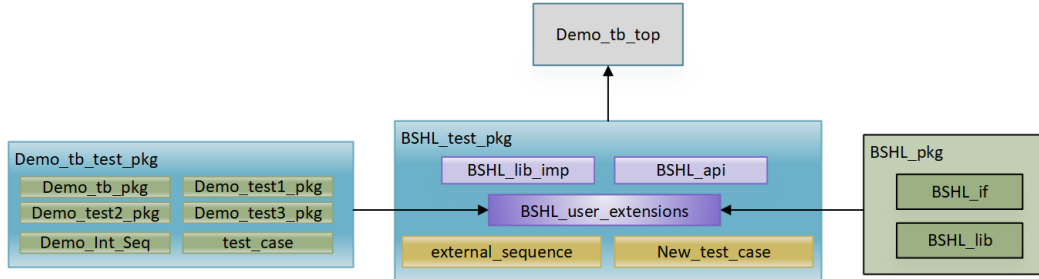 Demo_tb_top
Demo_tb_test_pkg
Demo_tb_pkg
Demo_test1_pkg
Demo_test2_pkg
Demo_test3_pkg
Demo_Int_Seq
test_case
BSHL_test_pkg
BSHL_lib_imp
BSHL_api
BSHL_user_extensions
external_sequence
New_test_case
BSHL_pkg
BSHL_if
BSHL_lib